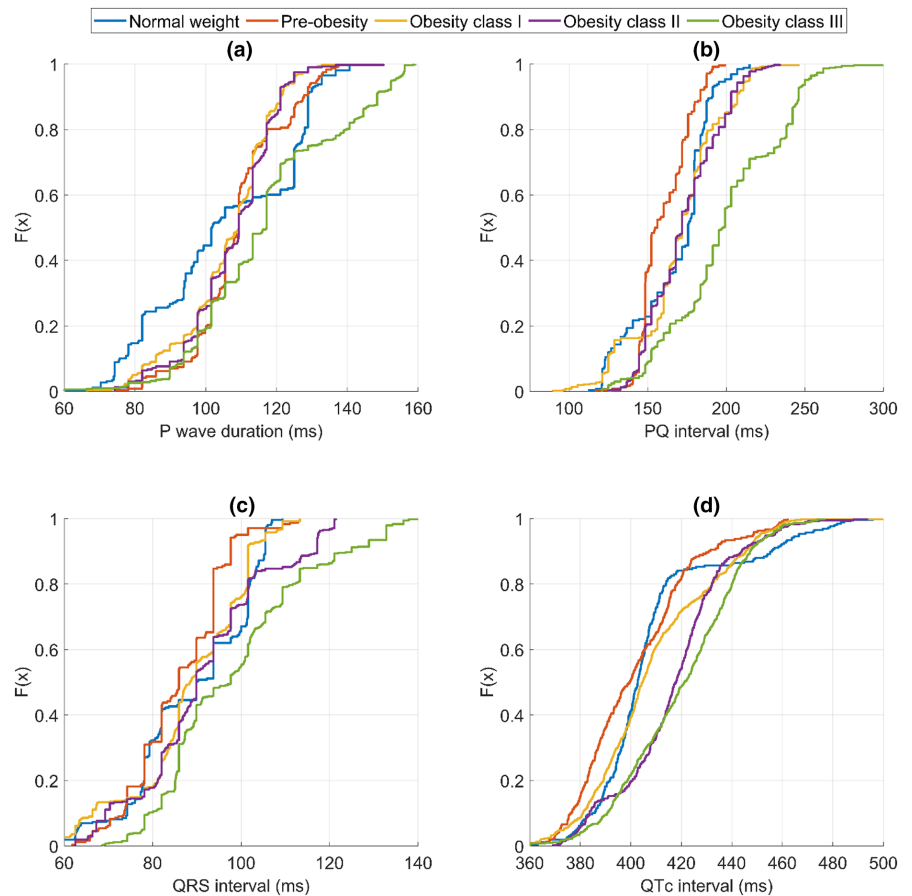 Normal weight Pre-obesity Obesity class I Obesity class II Obesity class III
(a) (b)
1 1
0.8 0.8
0.6 0.6
F(x) F(x)
0.4 0.4
0.2 0.2
0 0
60 80 100 120 140 160 100 150 200 250 300
P wave duration (ms) PQ interval (ms)
(c) (d)
1 1
0.8 0.8
0.6 0.6
F(x) F(x)
0.4 0.4
0.2 0.2
0 0
60 80 100 120 140 360 380 400 420 440 460 480 500
QRS interval (ms) QTc interval (ms)